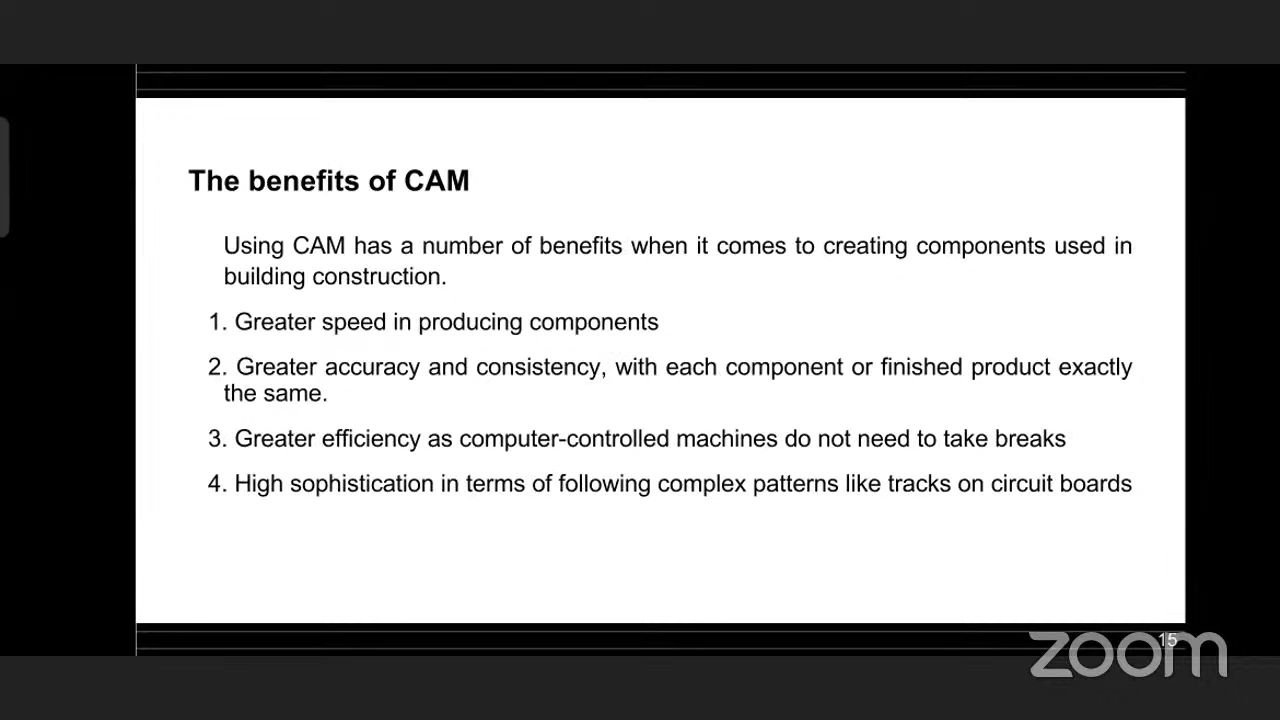 The benefits of CAM
Using CAM has a number of benefits when it comes to creating components used in
building construction.
1. Greater speed in producing components
2. Greater accuracy and consistency, with each component or finished product exactly
the same.
3. Greater efficiency as computer-controlled machines do not need to take breaks
4. High sophistication in terms of following complex patterns like tracks on circuit boards
15
zoom